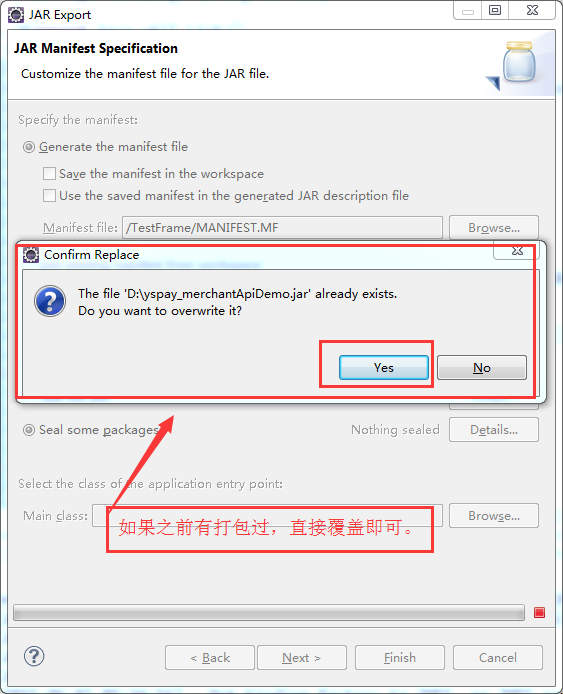 JAR Export
JAR Manifest Specification
Customize the manifest file for the JAR file.
Specify the manifest:
Generate the manifest file
Save the manifest in the workspace
Use the saved manifest in the generated JAR description file
Manifest file: /TestFrame/MANIFEST.MF Browse...
Confirm Replace
The file 'D:\yspay_merchantApiDemo.jar' already exists.
Do you want to overwrite it?
Yes No
Seal some packages Nothing sealed Details...
Select the class of the application entry point:
Main class: Browse...
如果之前有打包过，直接覆盖即可。
< Back Next > Finish Cancel